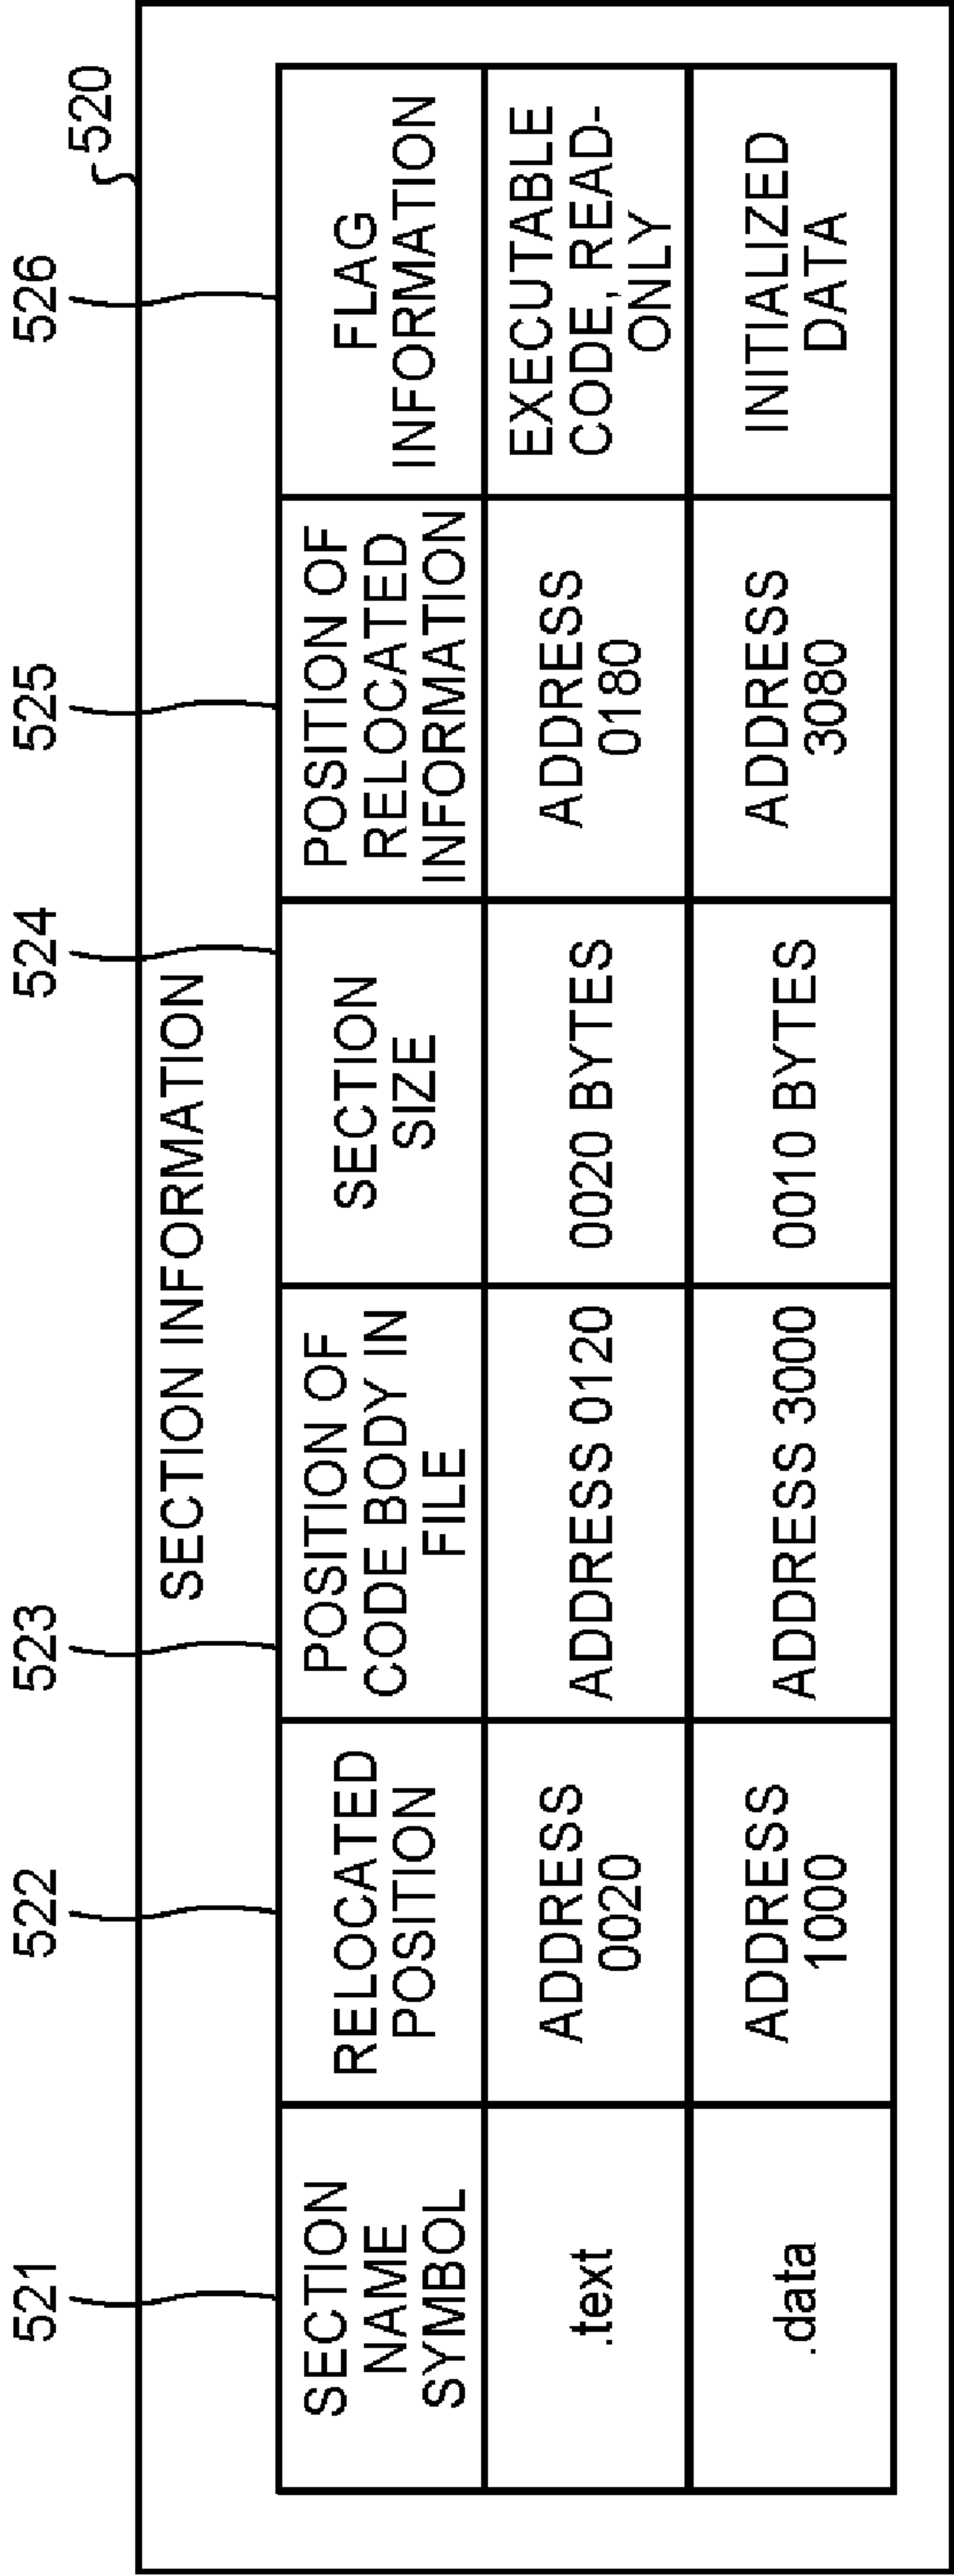 520
521
522
523
524
525
526
SECTION INFORMATION
SECTION
NAME
SYMBOL
RELOCATED
POSITION
POSITION OF
CODE BODY IN
FILE
SECTION
SIZE
POSITION OF
RELOCATED
INFORMATION
FLAG
INFORMATION
.text
ADDRESS
0020
ADDRESS 0120
0020 BYTES
ADDRESS
0180
EXECUTABLE
CODE, READ-
ONLY
.data
ADDRESS
1000
ADDRESS 3000
0010 BYTES
ADDRESS
3080
INITIALIZED
DATA